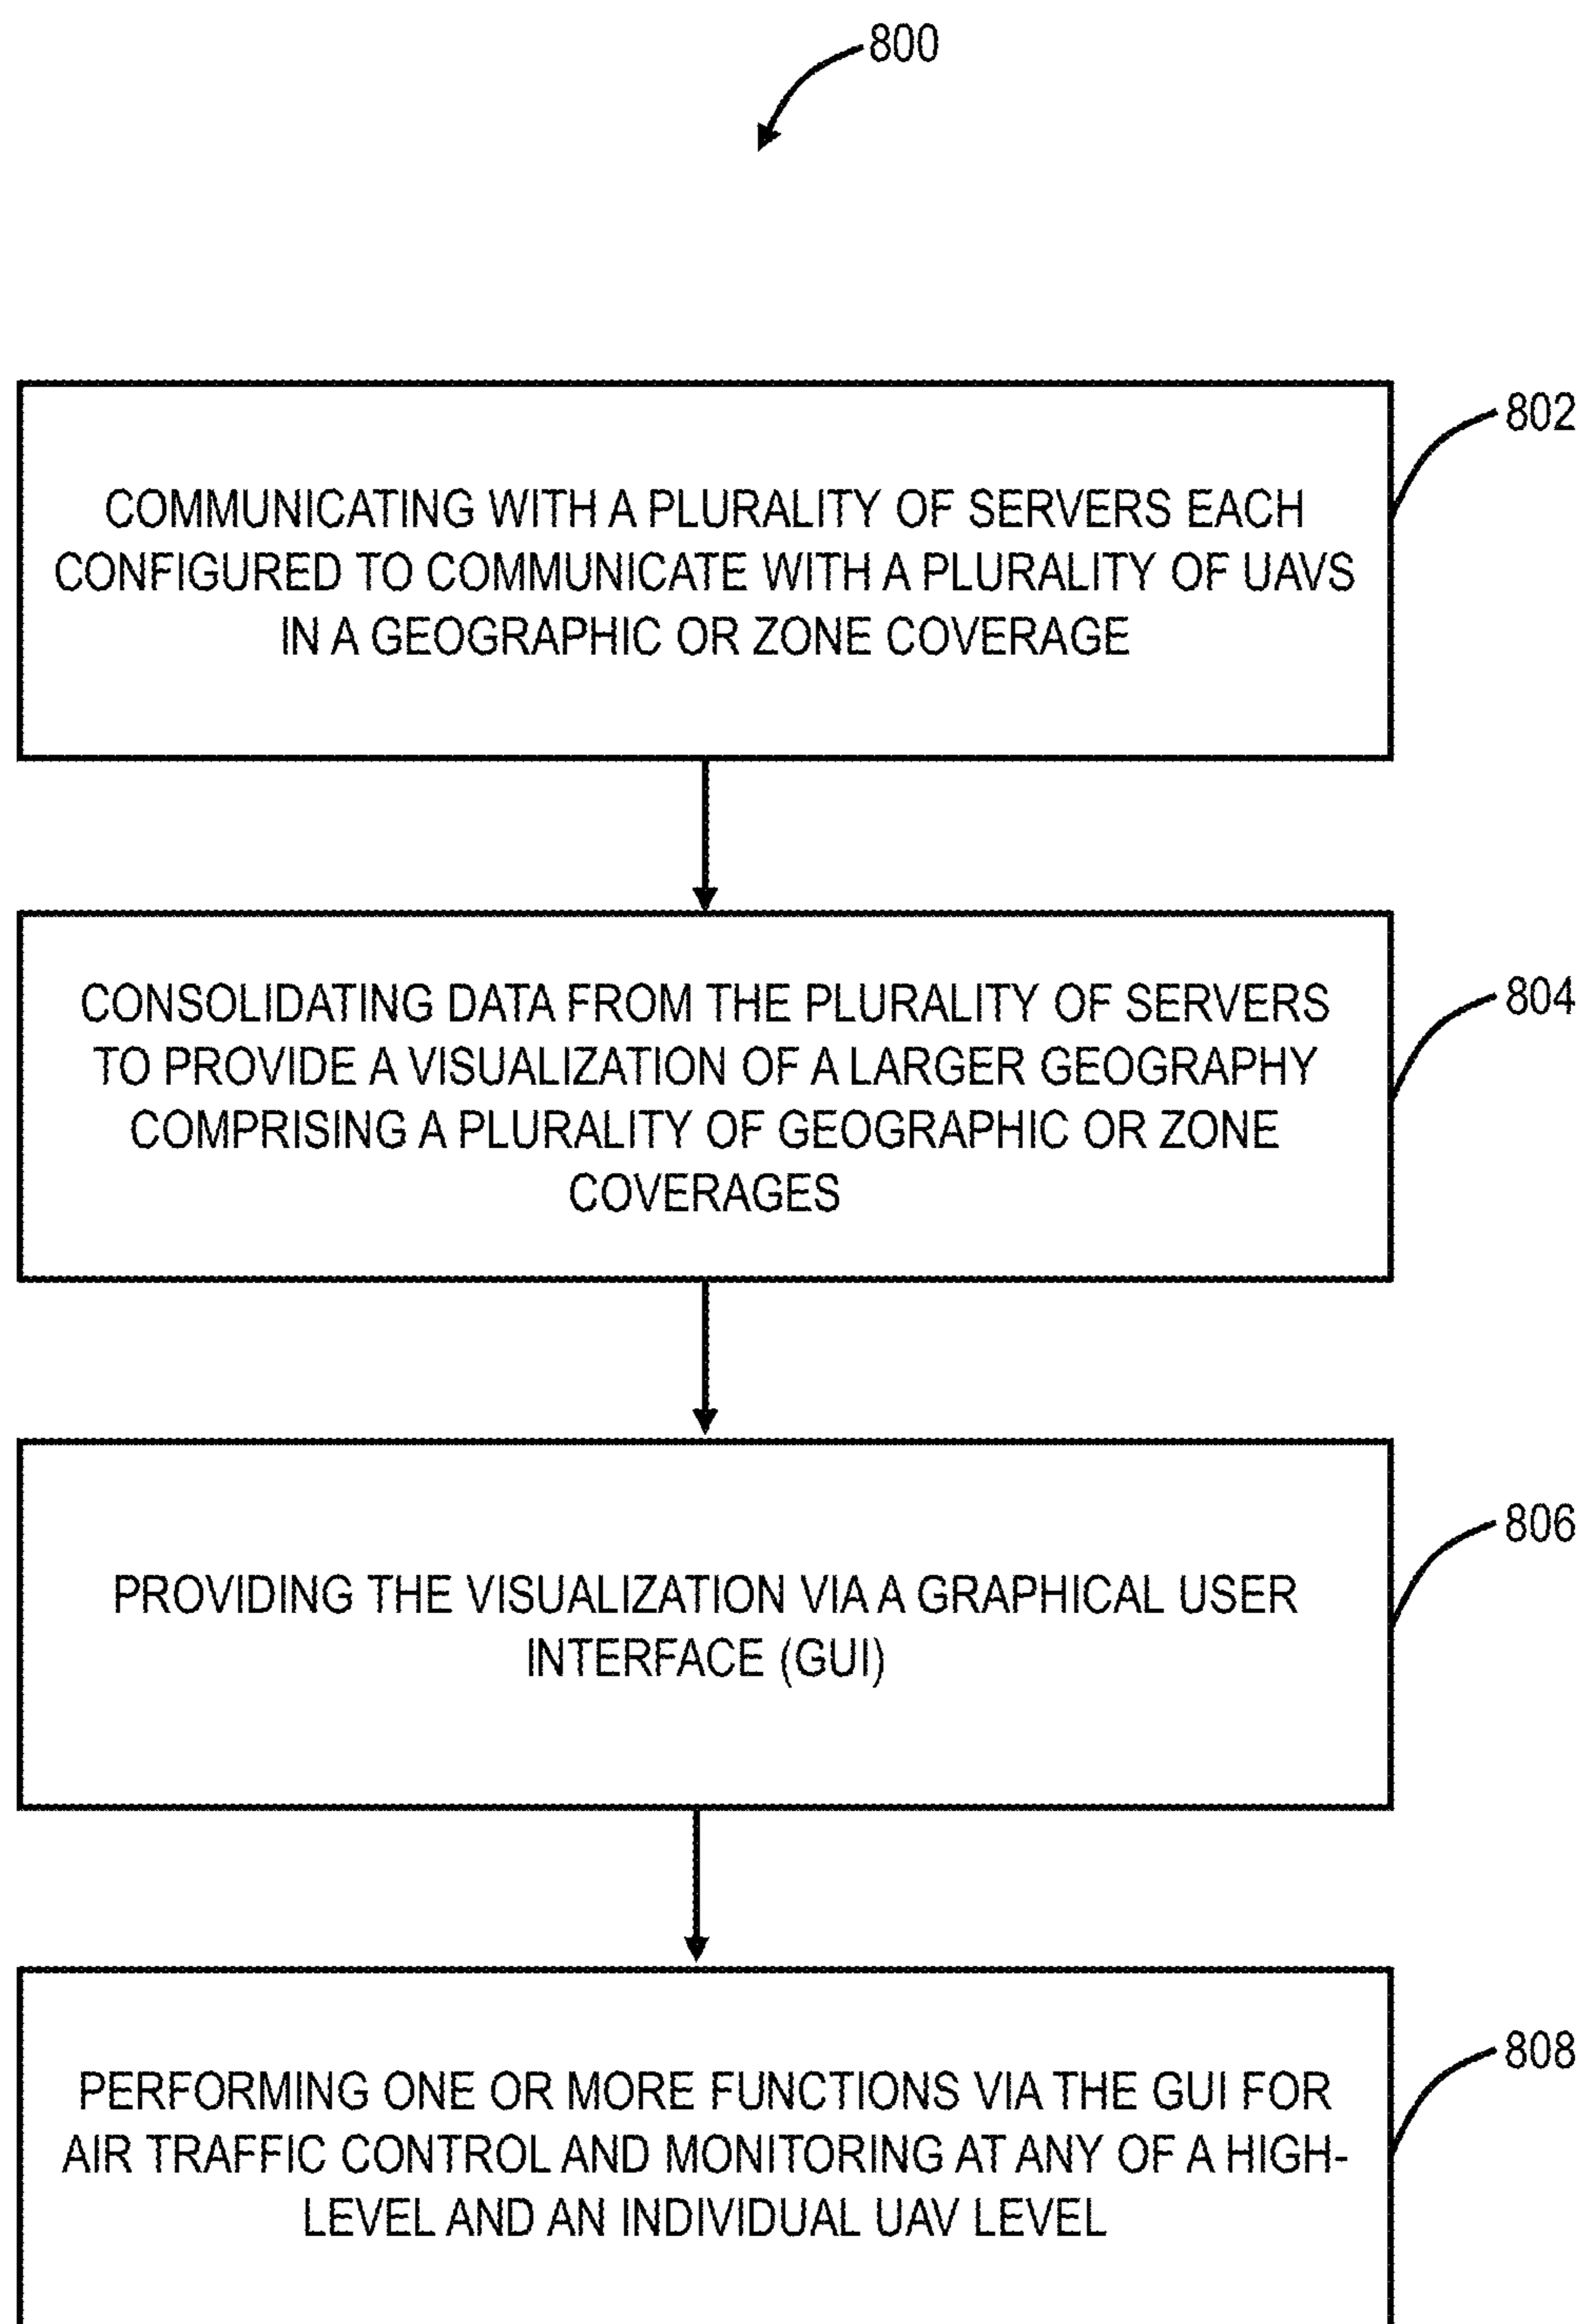 800
802
COMMUNICATING WITH A PLURALITY OF SERVERS EACH
CONFIGURED TO COMMUNICATE WITH A PLURALITY OF UAVS
IN A GEOGRAPHIC OR ZONE COVERAGE
804
CONSOLIDATING DATA FROM THE PLURALITY OF SERVERS
TO PROVIDE A VISUALIZATION OF A LARGER GEOGRAPHY
COMPRISING A PLURALITY OF GEOGRAPHIC OR ZONE
COVERAGES
806
PROVIDING THE VISUALIZATION VIA A GRAPHICAL USER
INTERFACE (GUI)
808
PERFORMING ONE OR MORE FUNCTIONS VIA THE GUI FOR
AIR TRAFFIC CONTROL AND MONITORING AT ANY OF A HIGH-
LEVEL AND AN INDIVIDUAL UAV LEVEL